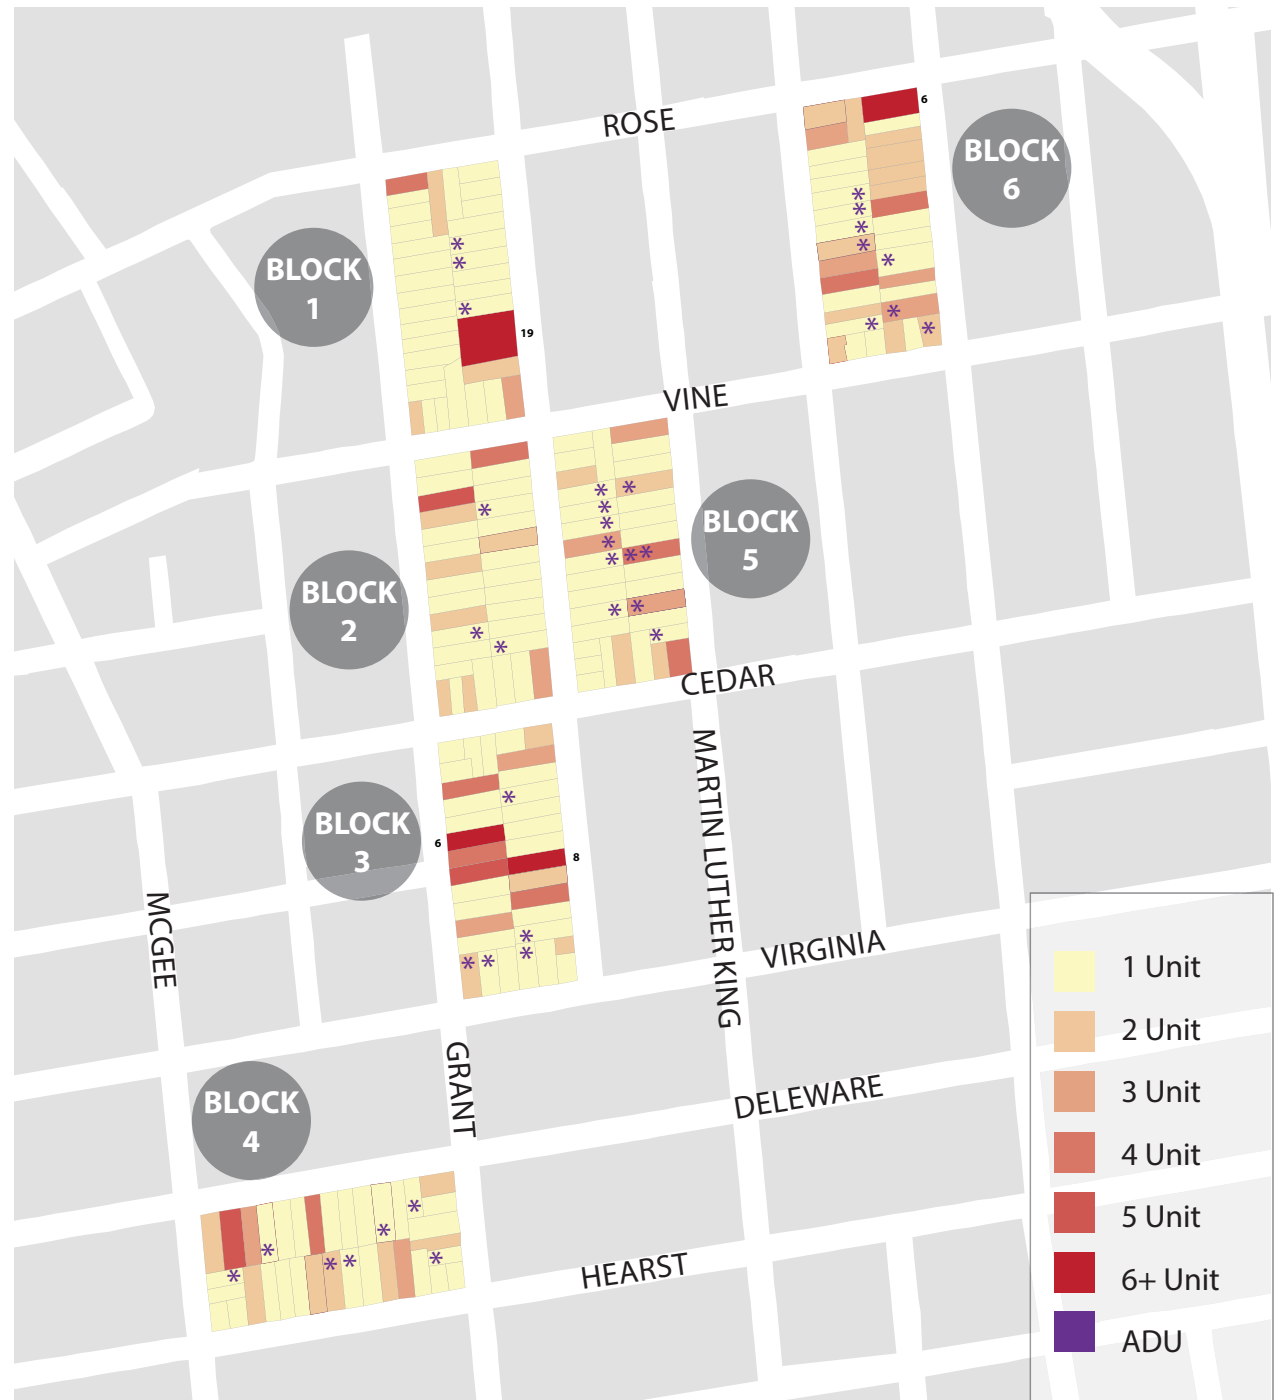 ROSE
6
BLOCK
6
BLOCK
1
19
VINE
BLOCK
5
BLOCK
2
CEDAR
MARTIN LUTHER KING
BLOCK
3
6
8
MCGEE
VIRGINIA
GRANT
BLOCK
4
DELEWARE
HEARST
1 Unit
2 Unit
3 Unit
4 Unit
5 Unit
6+ Unit
ADU